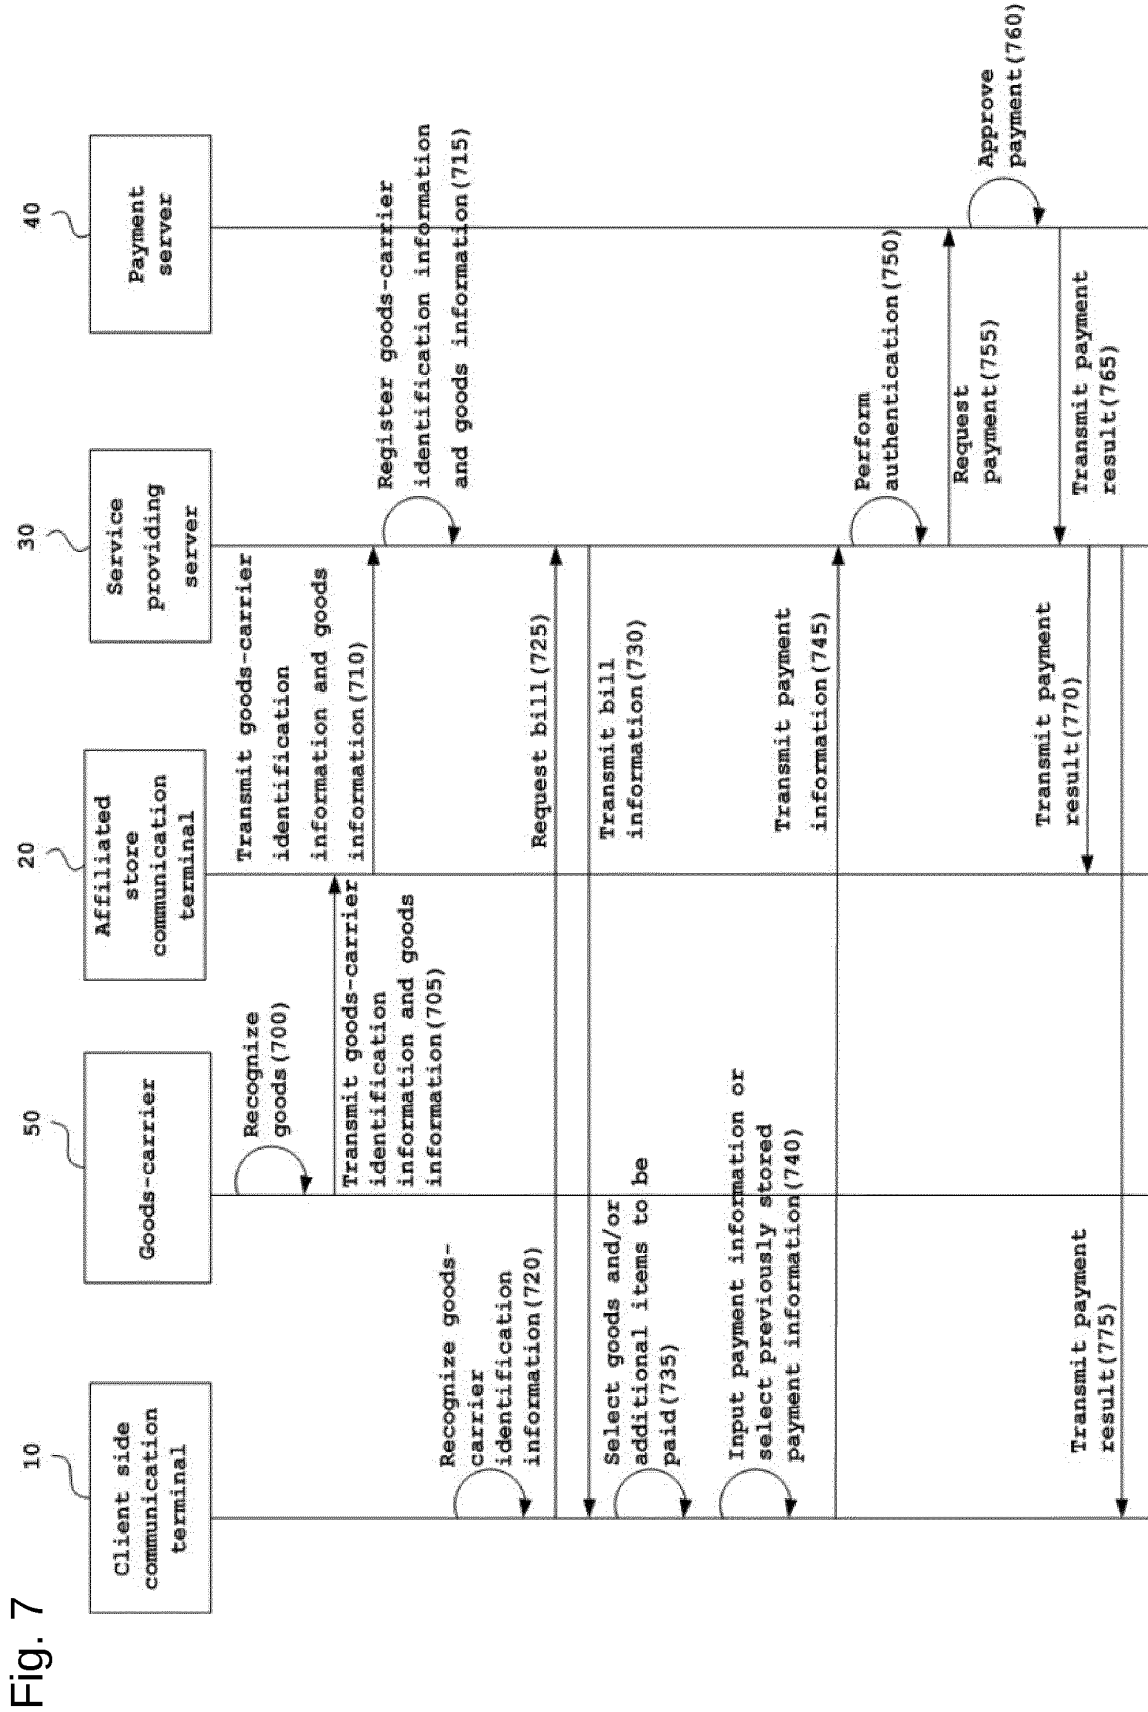 Fig. 7
10
50
20
30
40
Client side
communication
terminal
Goods-carrier
Affiliated
store
communication
terminal
Service
providing
server
Payment
server
Recognize
goods(700)
Transmit goods-carrier
identification
information and goods
information(705)
Transmit goods-carrier
identification
information and goods
information(710)
Register goods-carrier
identification information
and goods information(715)
Recognize goods-
carrier
identification
information(720)
Request bill(725)
Transmit bill
information(730)
Select goods and/or
additional items to be
paid(735)
Input payment information or
select previously stored
payment information(740)
Transmit payment
information(745)
Perform
authentication(750)
Request
payment(755)
Approve
payment(760)
Transmit payment
result(765)
Transmit payment
result(770)
Transmit payment
result(775)